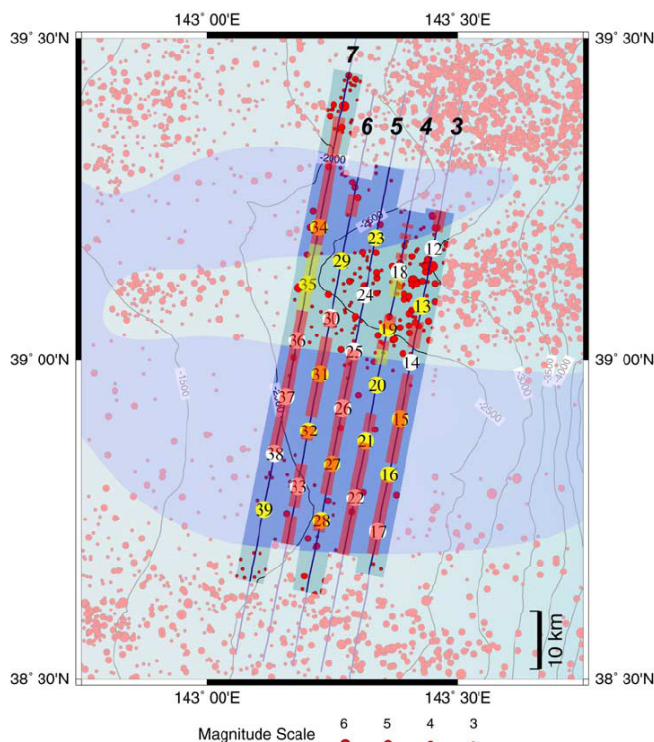 143° 00'E 143° 30'E
39° 30'N 39° 30'N
7
6 5 4 3
-2000
-2500
34 23 12
29
35 24 18
13
30 19
39° 00'N 36 25 14 39° 00'N
31
-1500 37 26 20 -2500 -3000
32 21 15
38 27 16
33 22
39 28 17
10 km
38° 30'N 38° 30'N
143° 00'E 143° 30'E
6 5 4 3
Magnitude Scale